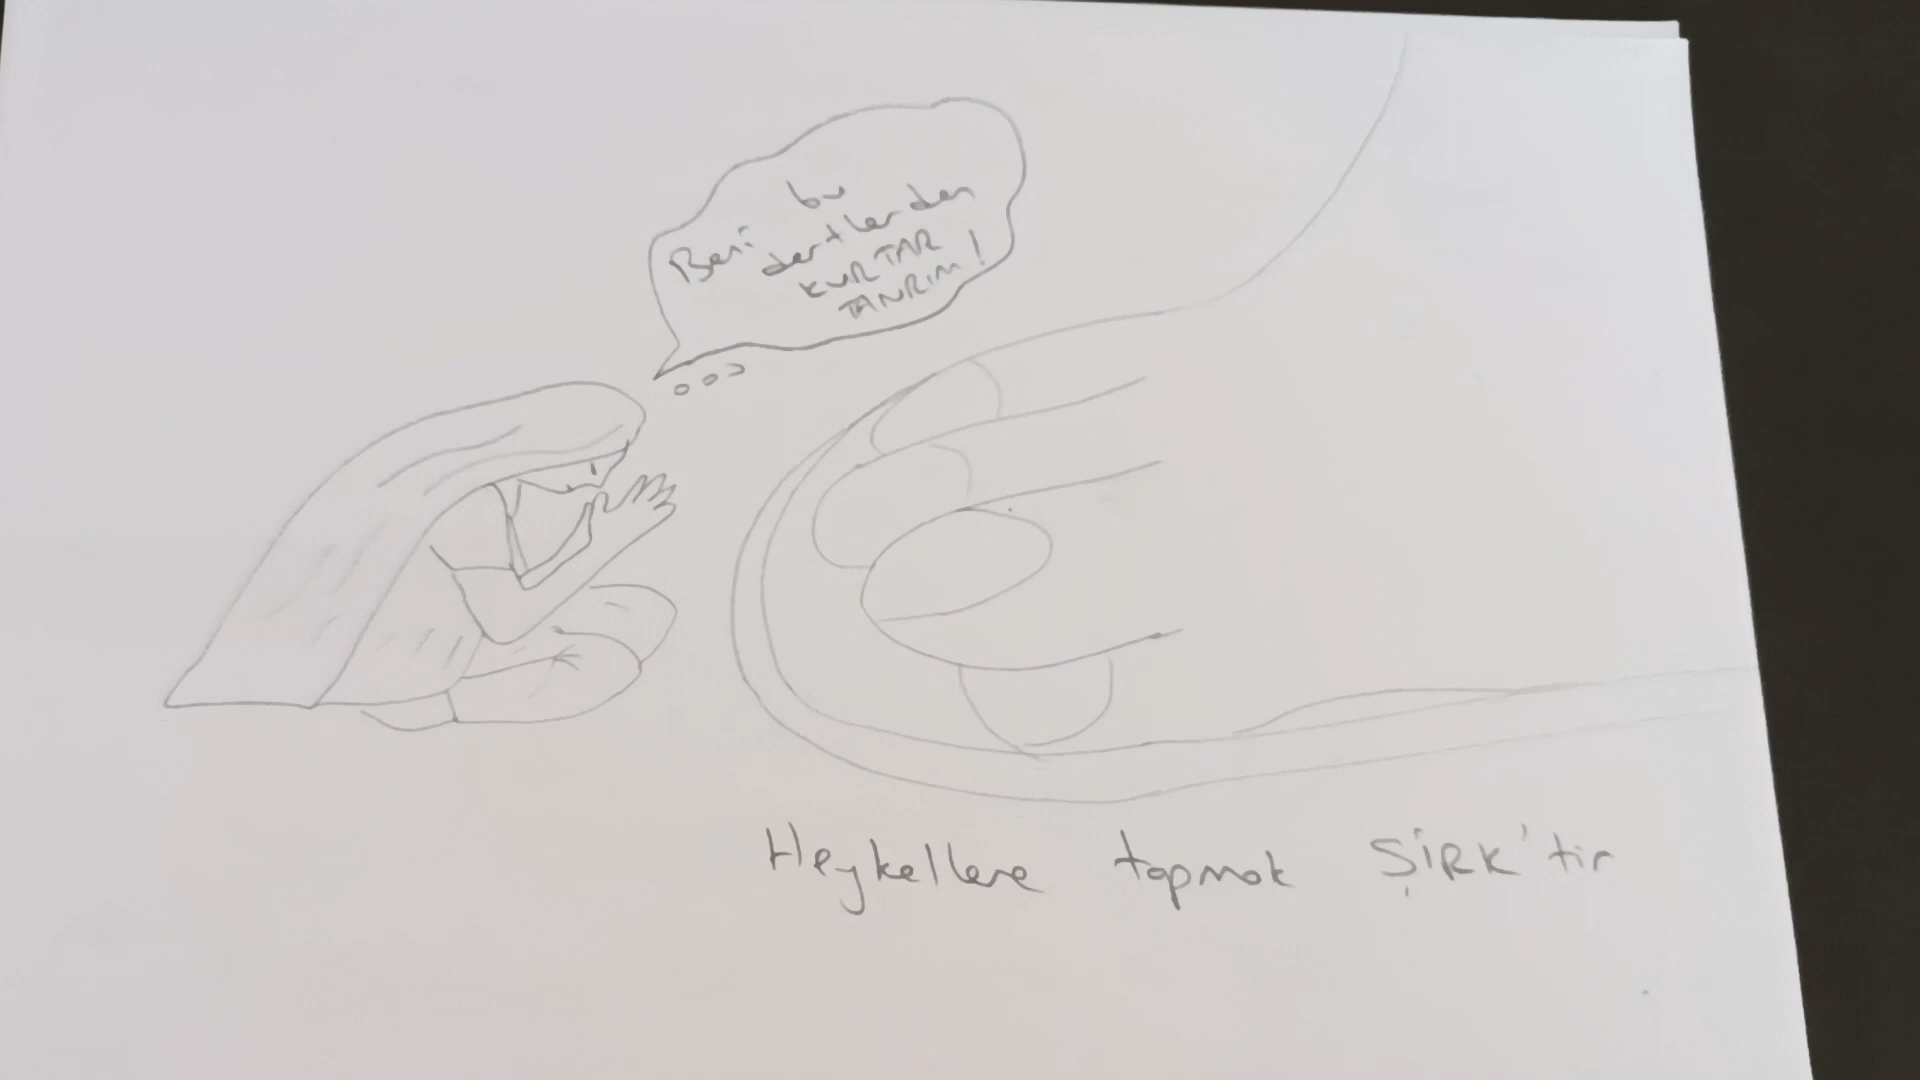 Beni bu
dertlerden
KURTAR
TANRIM!
Heykellere tapmak ŞİRK'tir